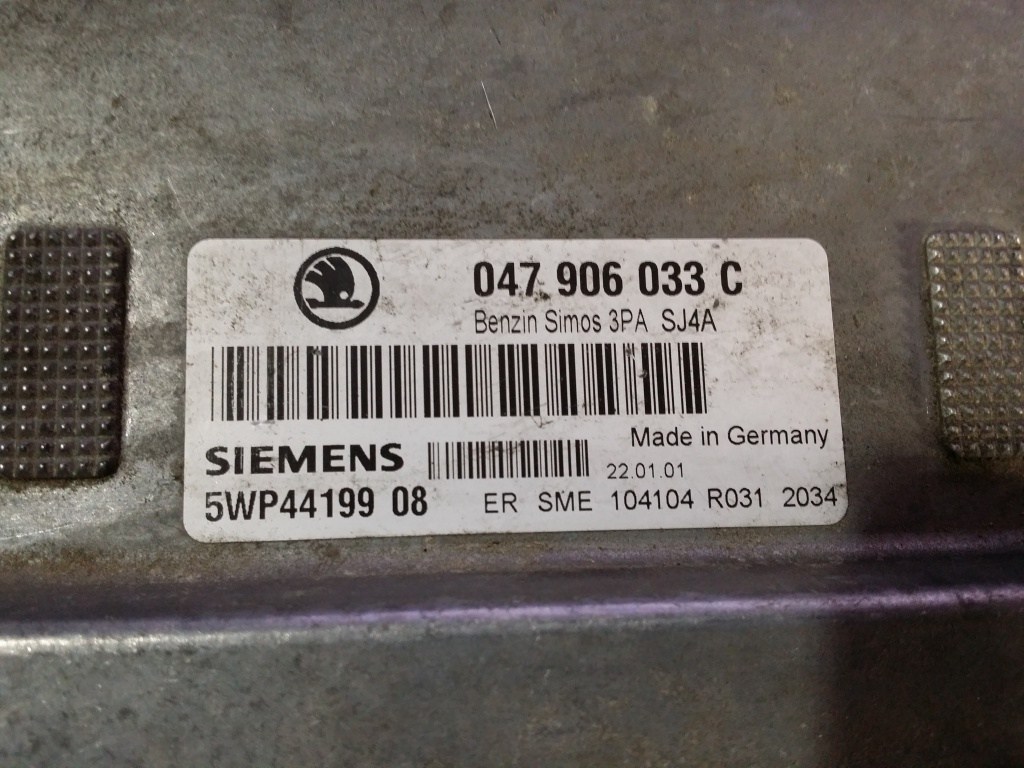 047 906 033 C
Benzin Simos 3PA SJ4A
Made in Germany
SIEMENS
22.01.01
5WP44199 08 ER SME 104104 R031 2034